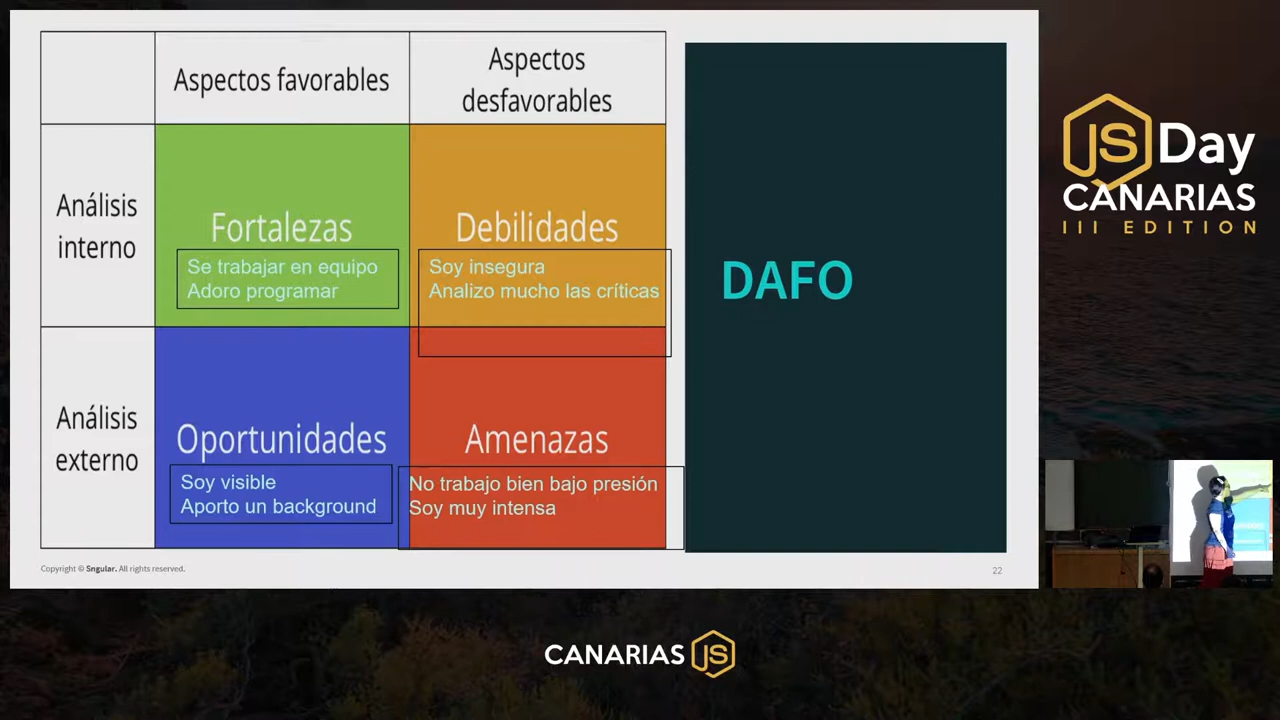 Aspectos favorables
Aspectos
desfavorables
Análisis
interno
Fortalezas
Se trabajar en equipo
Adoro programar
Debilidades
Soy insegura
Analizo mucho las críticas
Análisis
externo
Oportunidades
Soy visible
Aporto un background
Amenazas
No trabajo bien bajo presión
Soy muy intensa
DAFO
Copyright © Sngular. All rights reserved.
22
JS Day
CANARIAS
III EDITION
CANARIAS JS